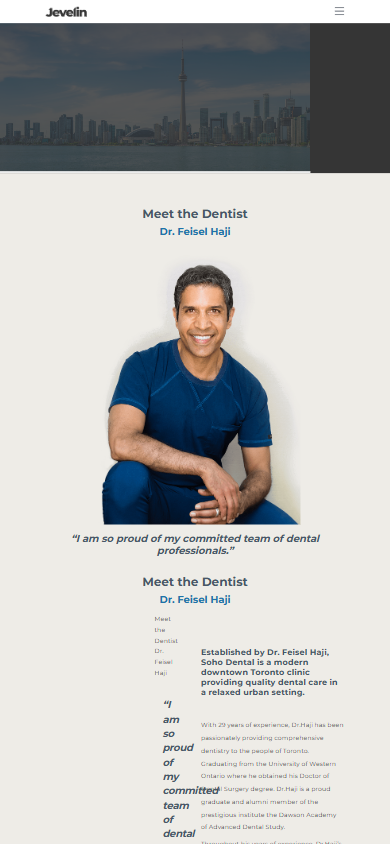 Jevelin
Meet the Dentist
Dr. Feisel Haji
“I am so proud of my committed team of dental
professionals.”
Meet the Dentist
Dr. Feisel Haji
Meet
the
Dentist
Dr.
Feisel
Haji
“I
am
so
proud
of
my
committed
team
of
dental
Established by Dr. Feisel Haji,
Soho Dental is a modern
downtown Toronto clinic
providing quality dental care in
a relaxed urban setting.
With 29 years of experience, Dr.Haji has been
passionately providing comprehensive
dentistry to the people of Toronto.
Graduating from the University of Western
Ontario where he obtained his Doctor of
Surgery degree. Dr.Haji is a proud
graduate and alumni member of the
prestigious institute the Dawson Academy
of Advanced Dental Study.